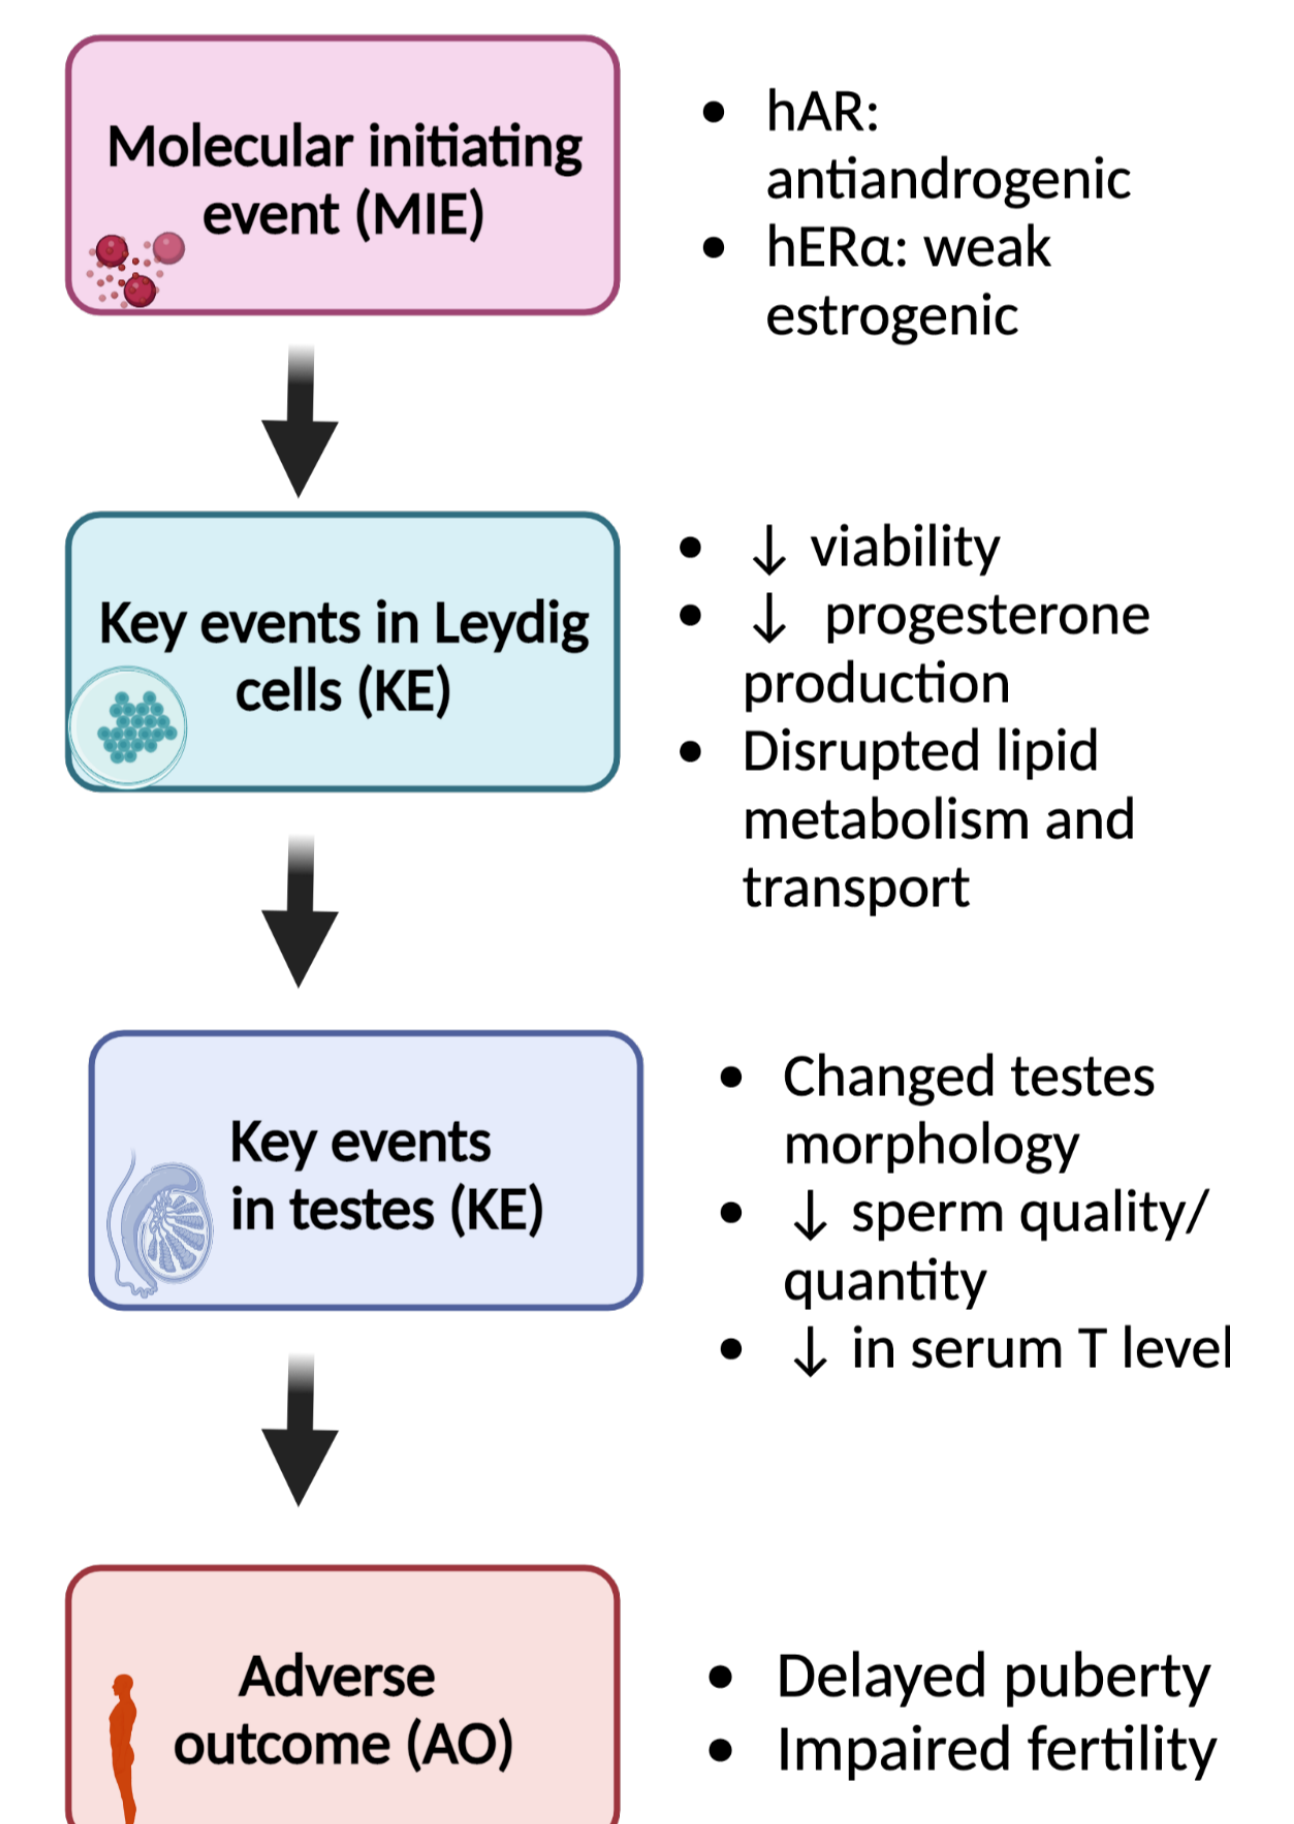 Molecular initiating
event (MIE)
• hAR:
antiandrogenic
• hERα: weak
estrogenic
Key events in Leydig
cells (KE)
• ↓ viability
• ↓ progesterone
production
• Disrupted lipid
metabolism and
transport
Key events
in testes (KE)
• Changed testes
morphology
• ↓ sperm quality/
quantity
• ↓ in serum T level
Adverse
outcome (AO)
• Delayed puberty
• Impaired fertility